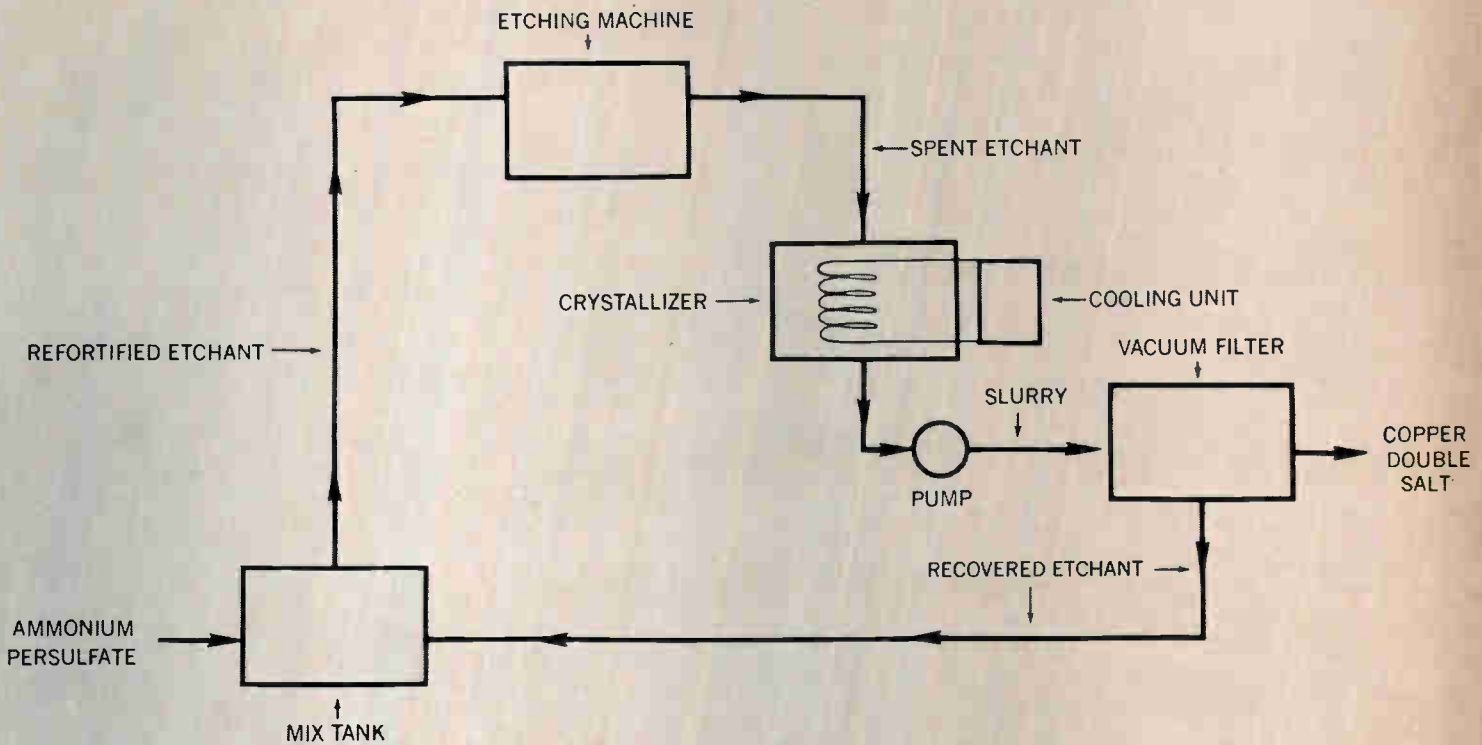 ETCHING MACHINE
SPENT ETCHANT
CRYSTALLIZER
COOLING UNIT
REFORTIFIED ETCHANT
VACUUM FILTER
SLURRY
COPPER
DOUBLE
SALT
PUMP
RECOVERED ETCHANT
AMMONIUM
PERSULFATE
MIX TANK